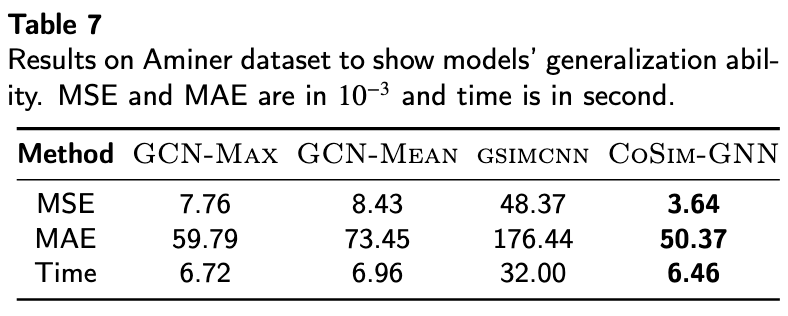 Table 7
Results on Aminer dataset to show models' generalization abil-
ity. MSE and MAE are in 10⁻³ and time is in second.
Method GCN-MAX GCN-MEAN GSIMCNN COSIM-GNN
MSE 7.76 8.43 48.37 3.64
MAE 59.79 73.45 176.44 50.37
Time 6.72 6.96 32.00 6.46